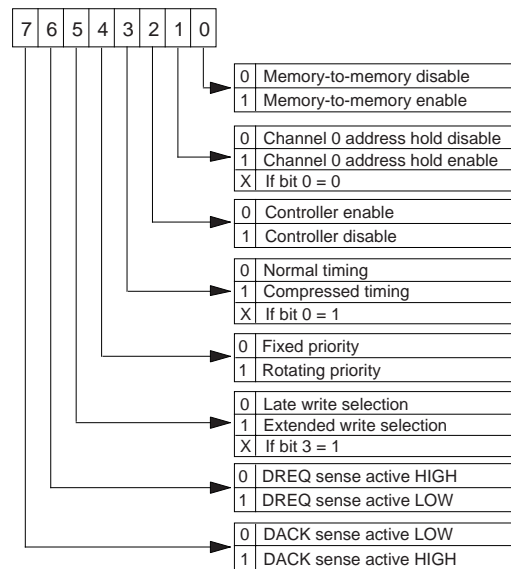 7 6 5 4 3 2 1 0
0 Memory-to-memory disable
1 Memory-to-memory enable
0 Channel 0 address hold disable
1 Channel 0 address hold enable
X If bit 0 = 0
0 Controller enable
1 Controller disable
0 Normal timing
1 Compressed timing
X If bit 0 = 1
0 Fixed priority
1 Rotating priority
0 Late write selection
1 Extended write selection
X If bit 3 = 1
0 DREQ sense active HIGH
1 DREQ sense active LOW
0 DACK sense active LOW
1 DACK sense active HIGH